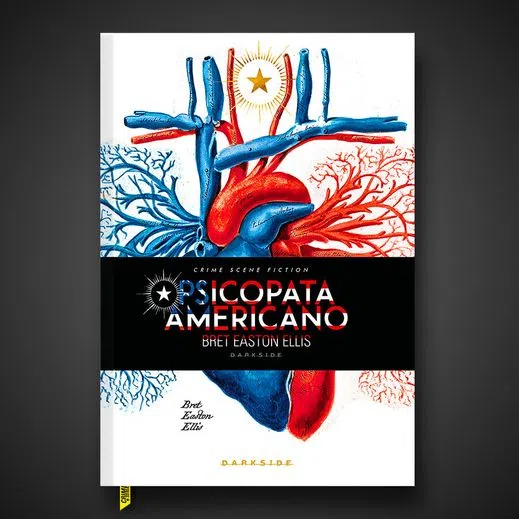 CRIME SCENE FICTION
PSICOPATA
AMERICANO
BRET EASTON ELLIS
DARKSIDE
Bret
Easton
Ellis
DARKSIDE